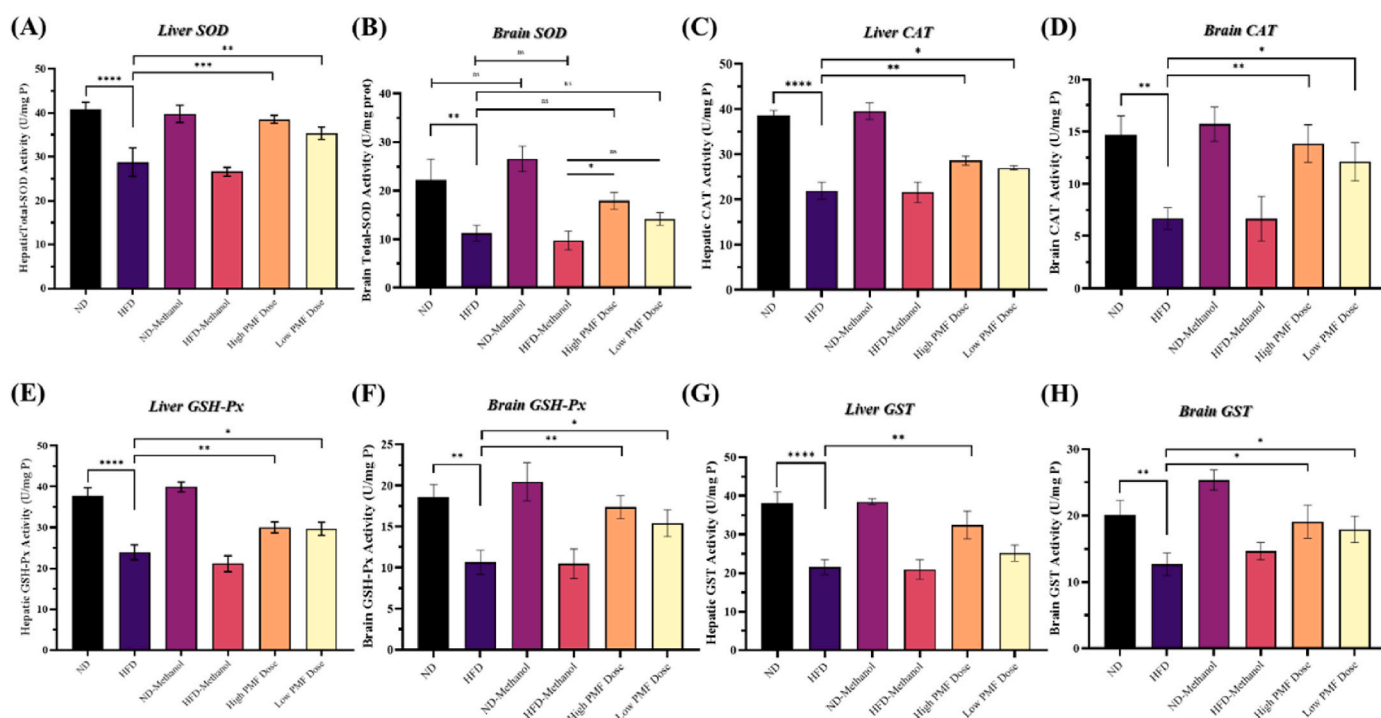 (A)
Liver SOD
**
***
****
HepaticTotal-SOD Activity (U/mg P)
50
40
30
20
10
0
ND
HFD
ND-Methanol
HFD-Methanol
High PMF Dose
Low PMF Dose
(B)
Brain SOD
ns
ns
ns
ns
**
ns
*
Brain Total-SOD Activity (U/mg prot)
40
30
20
10
0
ND
HFD
ND-Methanol
HFD-Methanol
High PMF Dose
Low PMF Dose
(C)
Liver CAT
*
**
****
Hepatic CAT Activity (U/mg P)
50
40
30
20
10
0
ND
HFD
ND-Methanol
HFD-Methanol
High PMF Dose
Low PMF Dose
(D)
Brain CAT
*
**
**
Brain CAT Activity (U/mg P)
20
15
10
5
0
ND
HFD
ND-Methanol
HFD-Methanol
High PMF Dose
Low PMF Dose
(E)
Liver GSH-Px
*
**
****
Hepatic GSH-Px Activity (U/mg P)
50
40
30
20
10
0
ND
HFD
ND-Methanol
HFD-Methanol
High PMF Dose
Low PMF Dose
(F)
Brain GSH-Px
*
**
**
Brain GSH-Px Activity (U/mg P)
25
20
15
10
5
0
ND
HFD
ND-Methanol
HFD-Methanol
High PMF Dose
Low PMF Dose
(G)
Liver GST
**
****
Hepatic GST Activity (U/mg P)
50
40
30
20
10
0
ND
HFD
ND-Methanol
HFD-Methanol
High PMF Dose
Low PMF Dose
(H)
Brain GST
*
*
**
Brain GST Activity (U/mg P)
30
20
10
0
ND
HFD
ND-Methanol
HFD-Methanol
High PMF Dose
Low PMF Dose